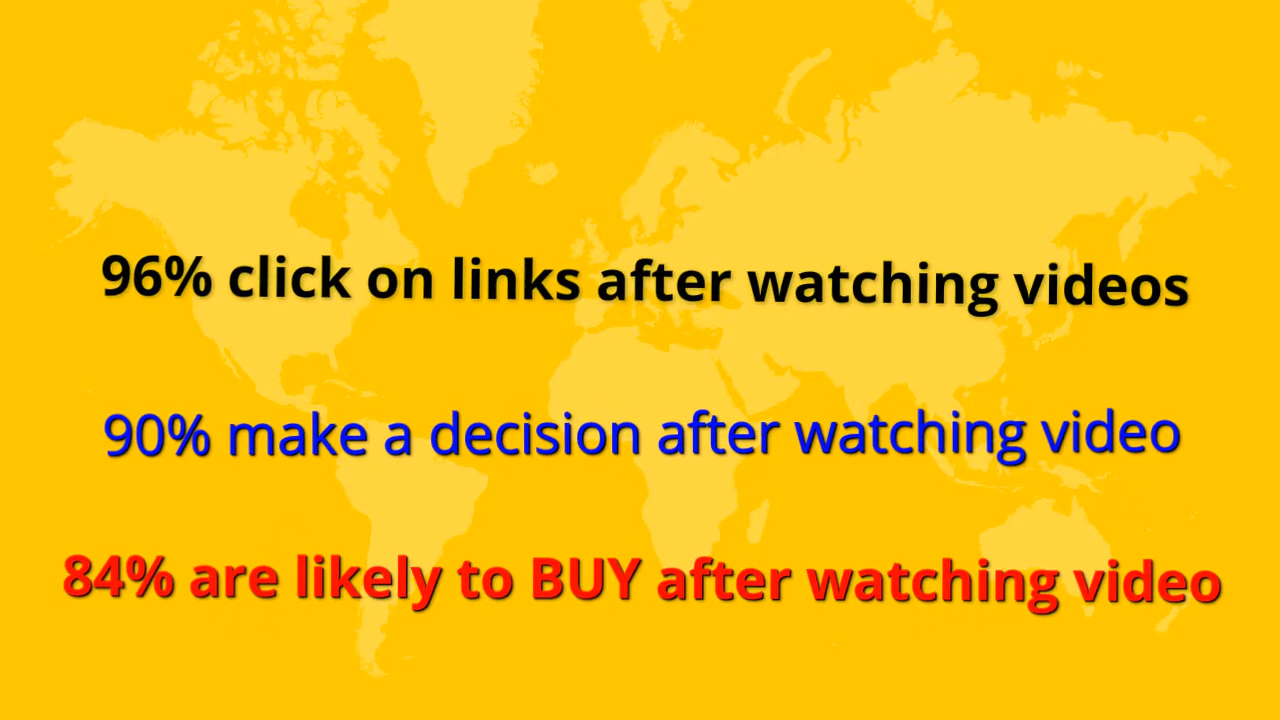 96% click on links after watching videos
90% make a decision after watching video
84% are likely to BUY after watching video